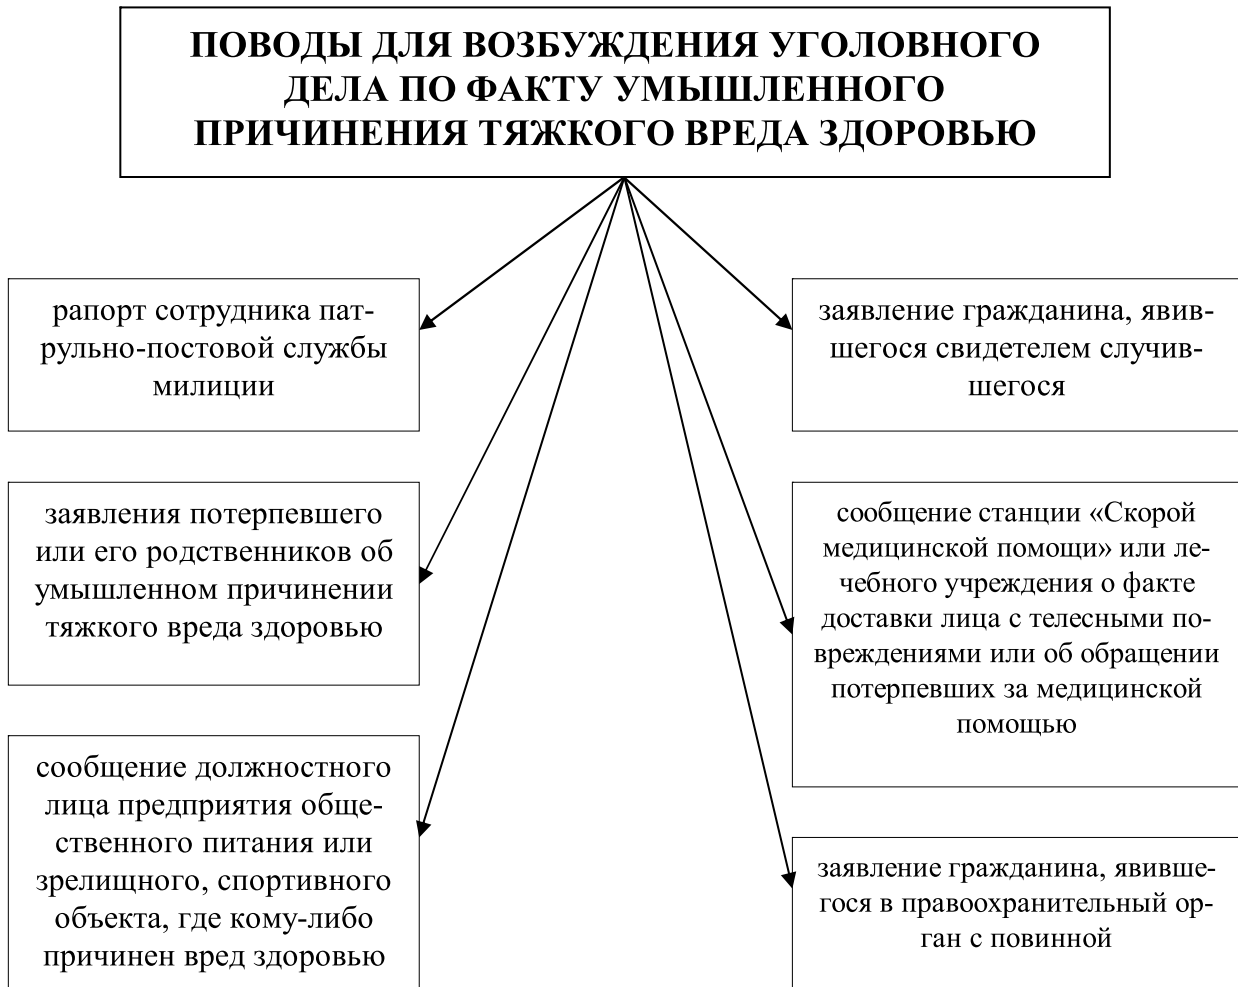 ПОВОДЫ ДЛЯ ВОЗБУЖДЕНИЯ УГОЛОВНОГО
ДЕЛА ПО ФАКТУ УМЫШЛЕННОГО
ПРИЧИНЕНИЯ ТЯЖКОГО ВРЕДА ЗДОРОВЬЮ
рапорт сотрудника пат-
рульно-постовой службы
милиции
заявления потерпевшего
или его родственников об
умышленном причинении
тяжкого вреда здоровью
сообщение должностного
лица предприятия обще-
ственного питания или
зрелищного, спортивного
объекта, где кому-либо
причинен вред здоровью
заявление гражданина, явив-
шегося свидетелем случив-
шегося
сообщение станции «Скорой
медицинской помощи» или ле-
чебного учреждения о факте
доставки лица с телесными по-
вреждениями или об обращении
потерпевших за медицинской
помощью
заявление гражданина, явивше-
гося в правоохранительный ор-
ган с повинной